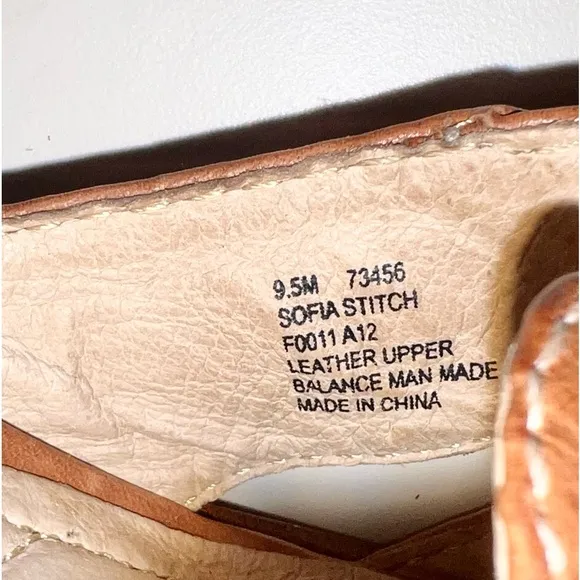 9.5M 73456
SOFIA STITCH
F0011 A12
LEATHER UPPER
BALANCE MAN MADE
MADE IN CHINA